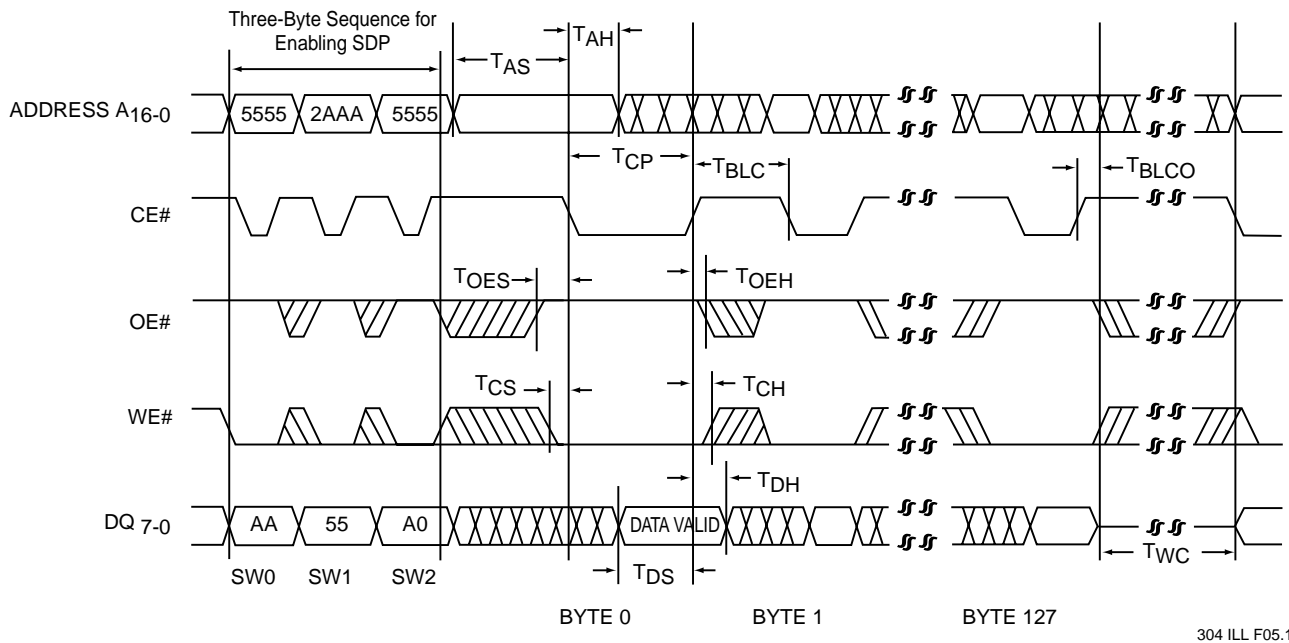 Three-Byte Sequence for
Enabling SDP
TAH
TAS
ADDRESS A16-0
5555
2AAA
5555
TCP
TBLC
TBLCO
CE#
TOES
TOEH
OE#
TCS
TCH
WE#
TDH
DQ 7-0
AA
55
A0
DATA VALID
SW0
SW1
SW2
TDS
TWC
BYTE 0
BYTE 1
BYTE 127
304 ILL F05.1